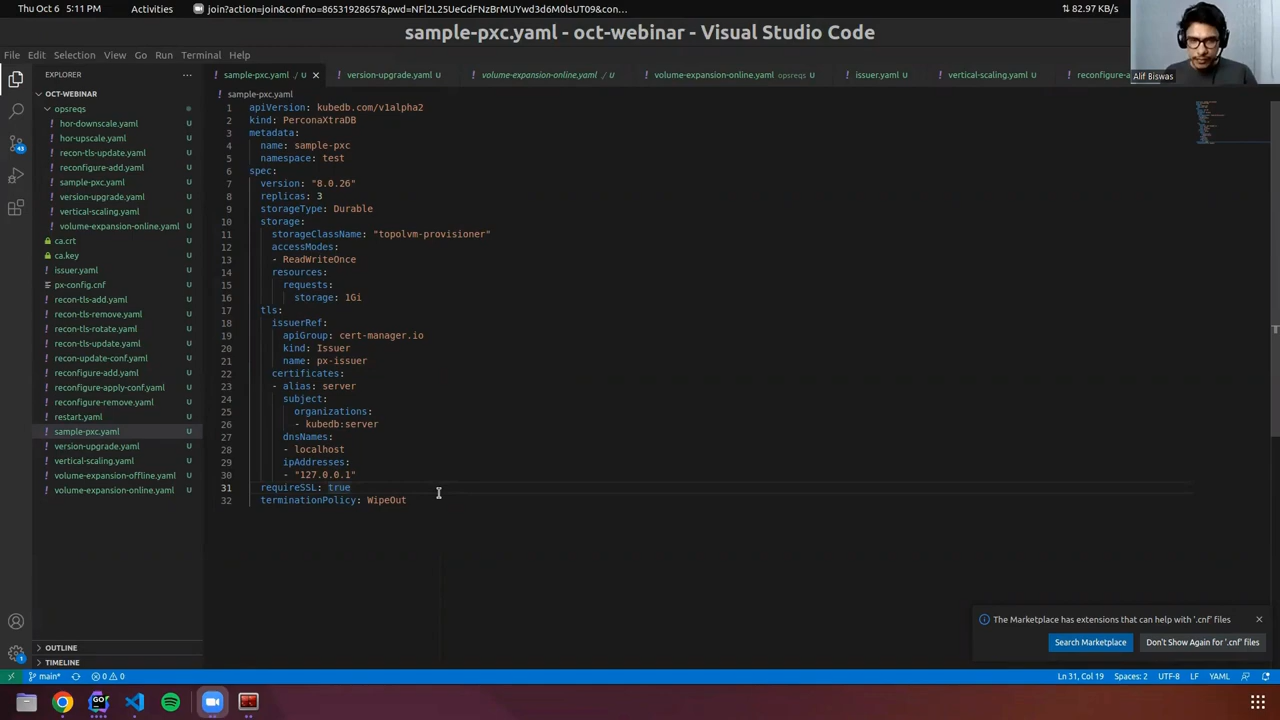 Thu Oct 6  5:11 PM
Activities
join?action=join&confno=86531928657&pwd=NFl2L25UeGdFNzBrMUYwd3d6M0lsUT09&con…
82.97 KB/s
sample-pxc.yaml - oct-webinar - Visual Studio Code
File Edit Selection View Go Run Terminal Help
Alif Biswas
EXPLORER
sample-pxc.yaml / U
version-upgrade.yaml U
volume-expansion-online.yaml / U
volume-expansion-online.yaml opsreqs U
issuer.yaml U
vertical-scaling.yaml U
reconfigure-a
OCT-WEBINAR
opsreqs
hor-downscale.yaml U
hor-upscale.yaml U
recon-tls-update.yaml U
reconfigure-add.yaml U
sample-pxc.yaml U
version-upgrade.yaml U
vertical-scaling.yaml U
volume-expansion-online.yaml U
ca.crt U
ca.key U
issuer.yaml U
px-config.cnf U
recon-tls-add.yaml U
recon-tls-remove.yaml U
recon-tls-rotate.yaml U
recon-tls-update.yaml U
recon-update-conf.yaml U
reconfigure-add.yaml U
reconfigure-apply-conf.yaml U
reconfigure-remove.yaml U
restart.yaml U
sample-pxc.yaml U
version-upgrade.yaml U
vertical-scaling.yaml U
volume-expansion-offline.yaml U
volume-expansion-online.yaml U
OUTLINE
TIMELINE
43
1
sample-pxc.yaml
1 apiVersion: kubedb.com/v1alpha2
2 kind: PerconaXtraDB
3 metadata:
4 name: sample-pxc
5 namespace: test
6 spec:
7 version: "8.0.26"
8 replicas: 3
9 storageType: Durable
10 storage:
11 storageClassName: "topolvm-provisioner"
12 accessModes:
13 - ReadWriteOnce
14 resources:
15 requests:
16 storage: 1Gi
17 tls:
18 issuerRef:
19 apiGroup: cert-manager.io
20 kind: Issuer
21 name: px-issuer
22 certificates:
23 - alias: server
24 subject:
25 organizations:
26 - kubedb:server
27 dnsNames:
28 - localhost
29 ipAddresses:
30 - "127.0.0.1"
31 requireSSL: true
32 terminationPolicy: WipeOut
The Marketplace has extensions that can help with '.cnf' files
Search Marketplace
Don't Show Again for '.cnf' files
main*
0 0
Ln 31, Col 19
Spaces: 2
UTF-8
LF
YAML
GO